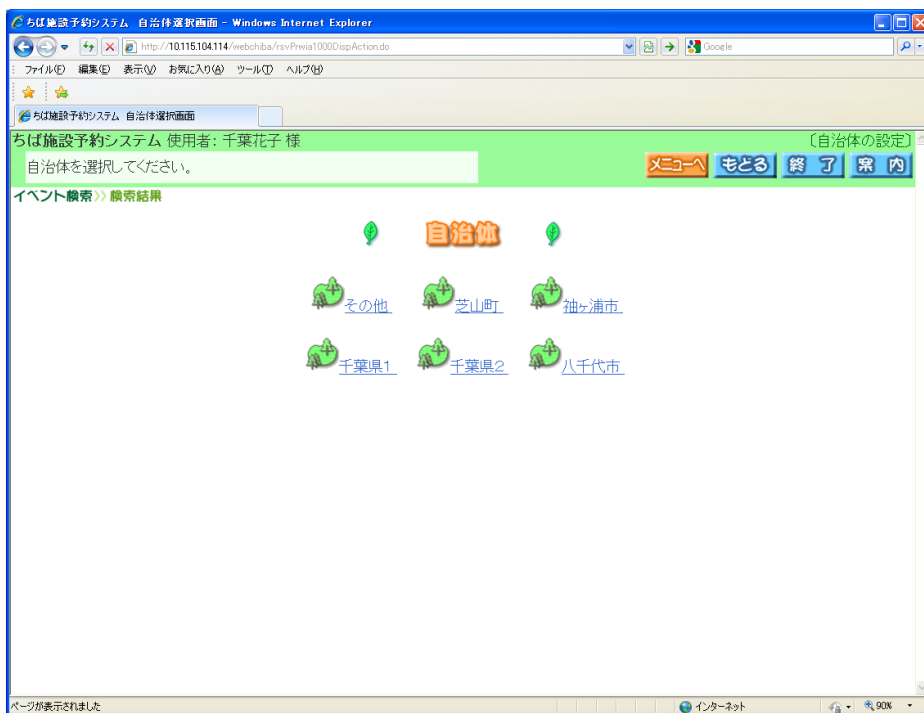 ちば施設予約システム 自治体選択画面 - Windows Internet Explorer
http://10.115.104.114/webchiba/rsvPrwia1000DispAction.do
Google
ファイル(F) 編集(E) 表示(V) お気に入り(A) ツール(T) ヘルプ(H)
ちば施設予約システム 自治体選択画面
ちば施設予約システム 使用者：千葉花子 様 〔自治体の設定〕
自治体を選択してください。
メニューへ もどる 終了 案内
イベント検索 》 検索結果
自治体
その他 芝山町 袖ヶ浦市
千葉県1 千葉県2 八千代市
ページが表示されました インターネット 90%